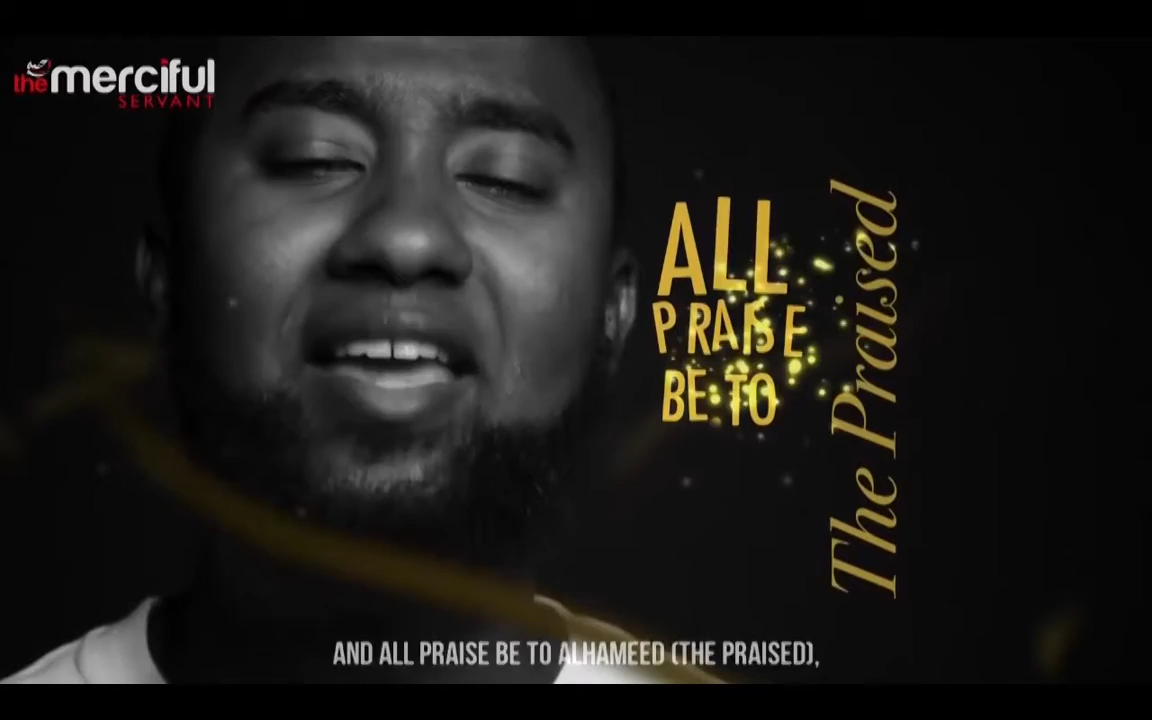 the merciful
SERVANT
ALL
PRAISE
BE TO
The Praised
AND ALL PRAISE BE TO ALHAMEED (THE PRAISED),